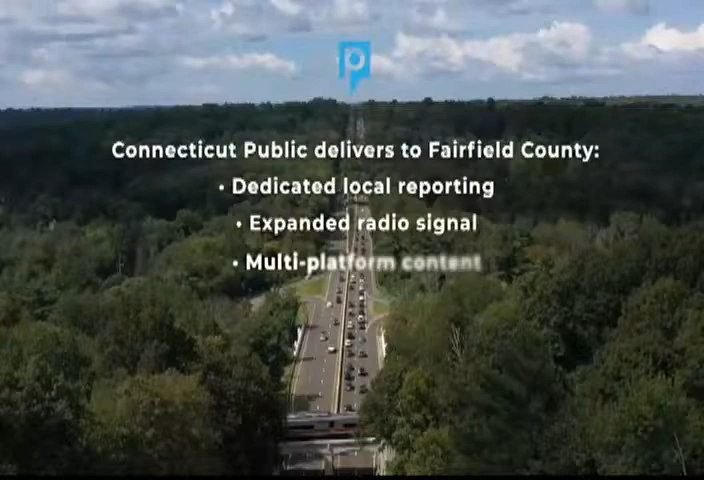 Connecticut Public delivers to Fairfield County:
• Dedicated local reporting
• Expanded radio signal
• Multi-platform content